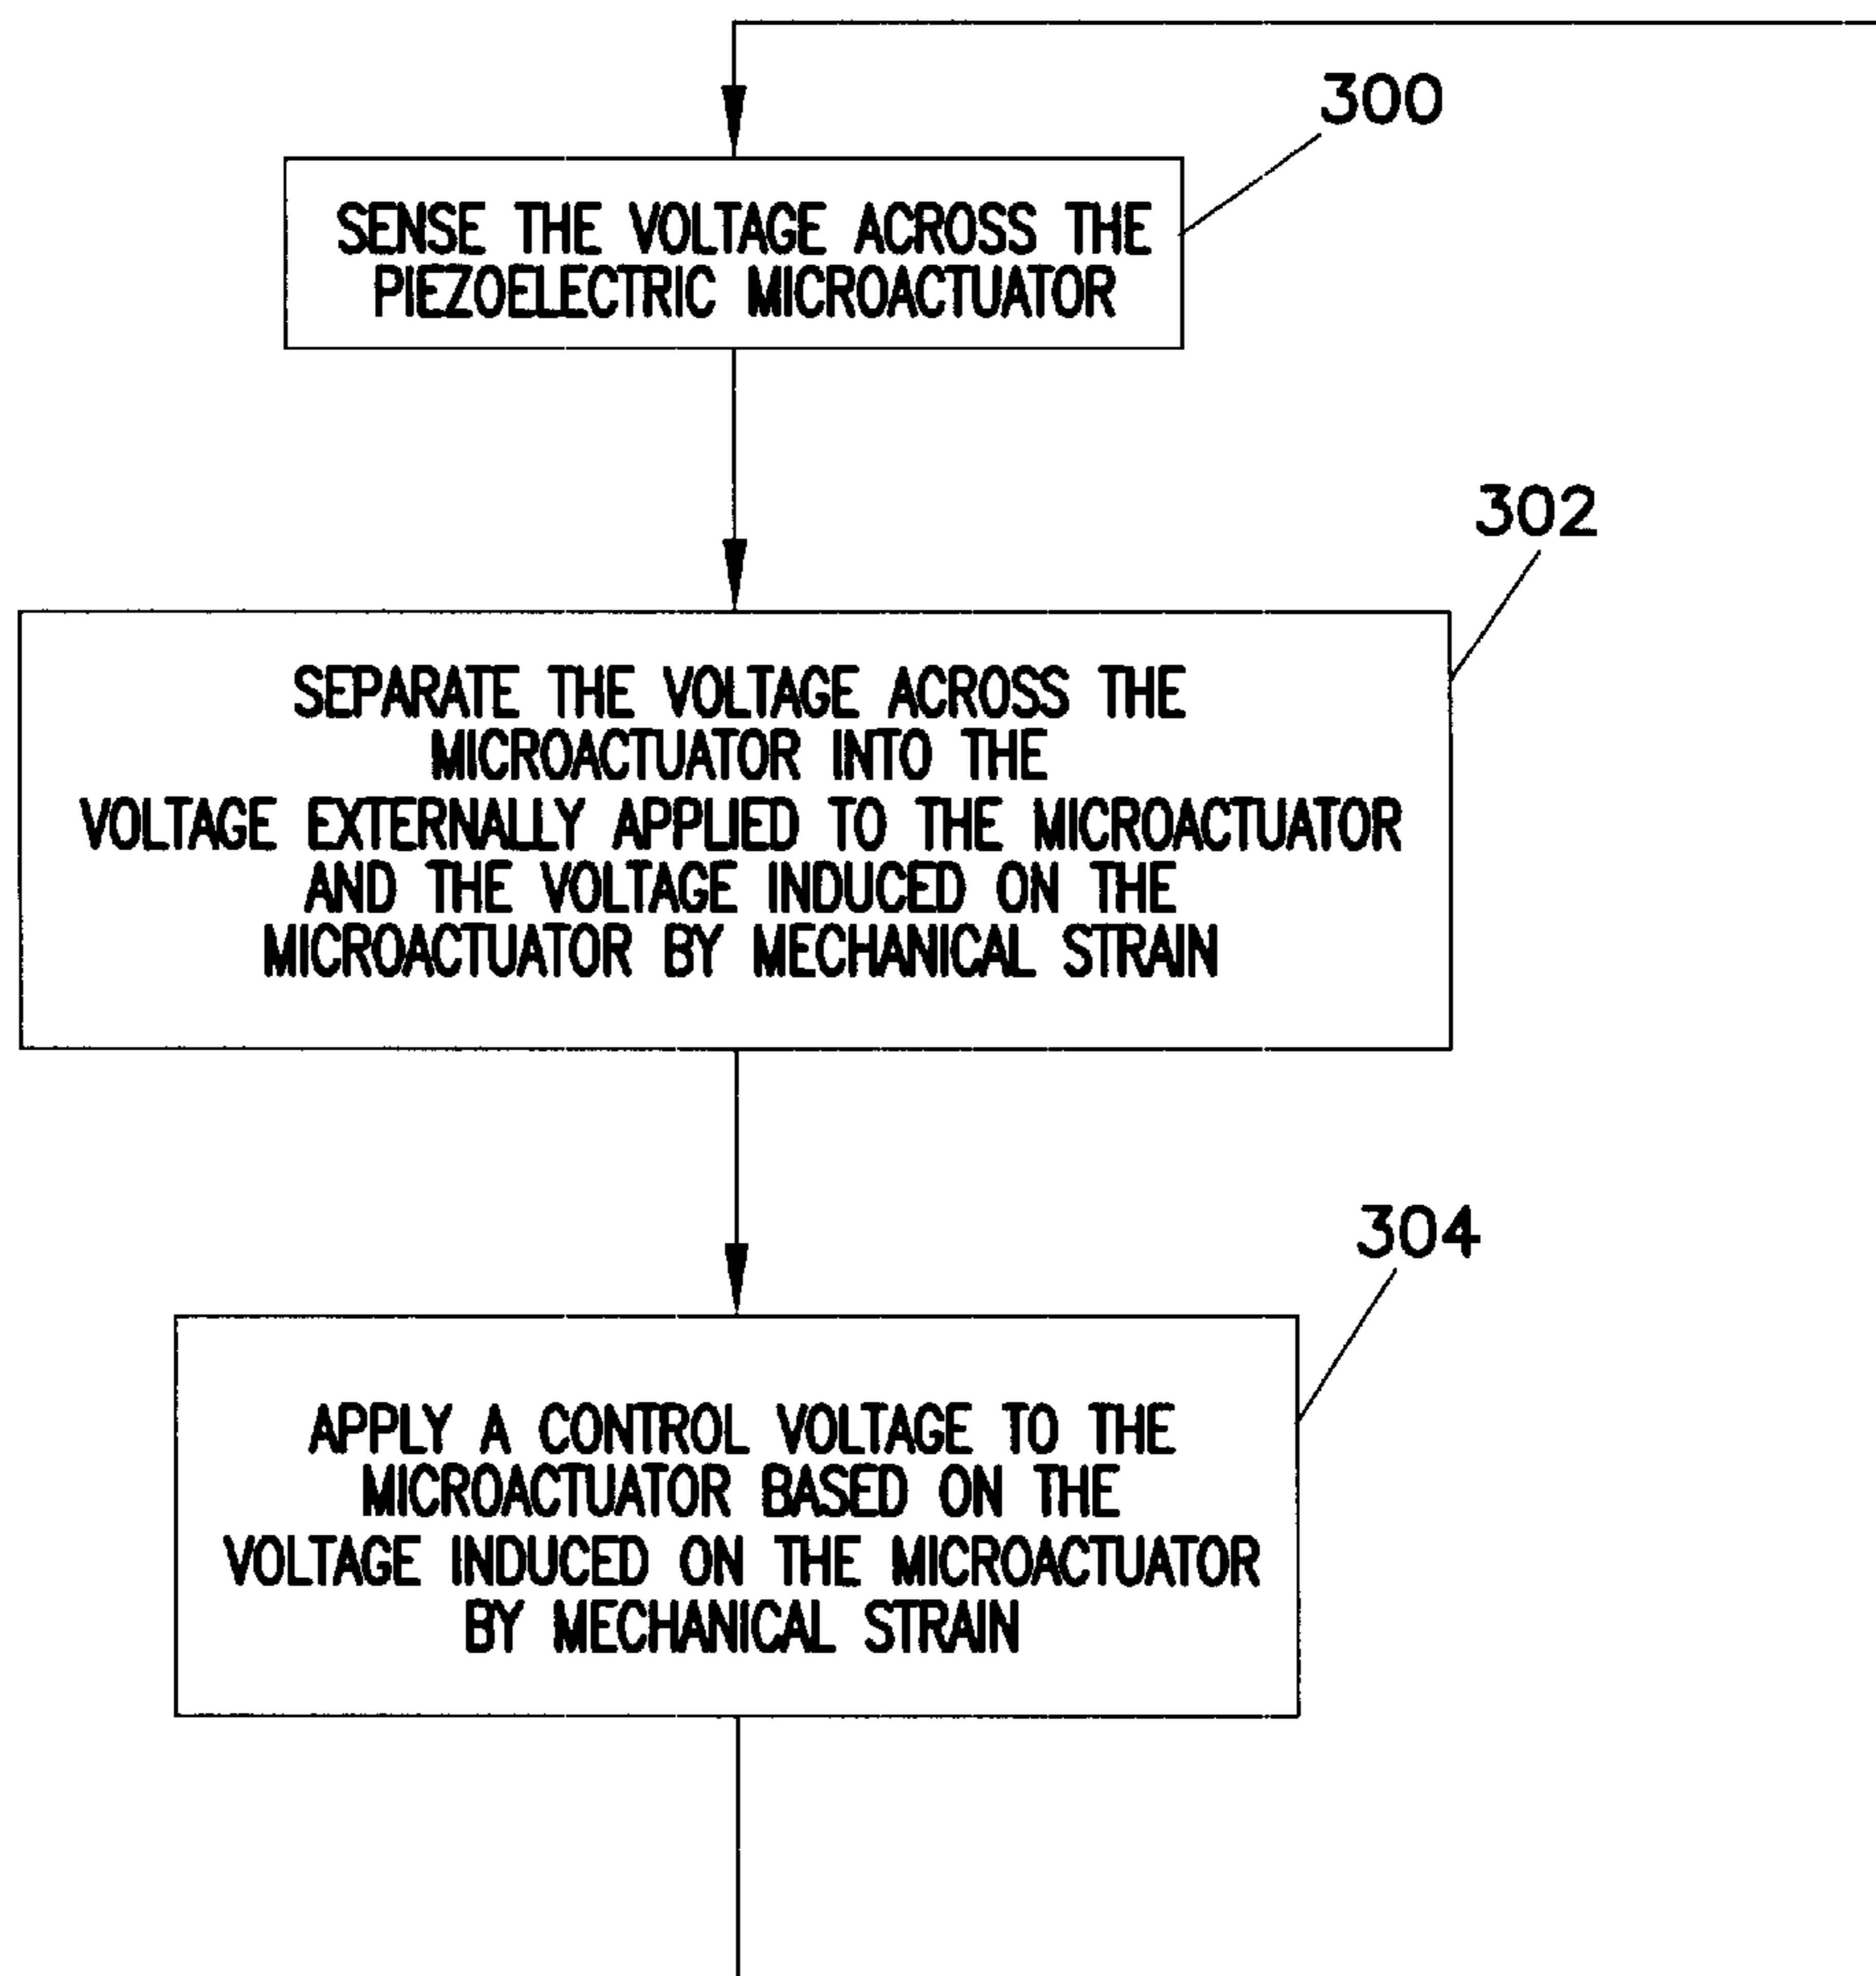 300
SENSE THE VOLTAGE ACROSS THE
PIEZOELECTRIC MICROACTUATOR
302
SEPARATE THE VOLTAGE ACROSS THE
MICROACTUATOR INTO THE
VOLTAGE EXTERNALLY APPLIED TO THE MICROACTUATOR
AND THE VOLTAGE INDUCED ON THE
MICROACTUATOR BY MECHANICAL STRAIN
304
APPLY A CONTROL VOLTAGE TO THE
MICROACTUATOR BASED ON THE
VOLTAGE INDUCED ON THE MICROACTUATOR
BY MECHANICAL STRAIN